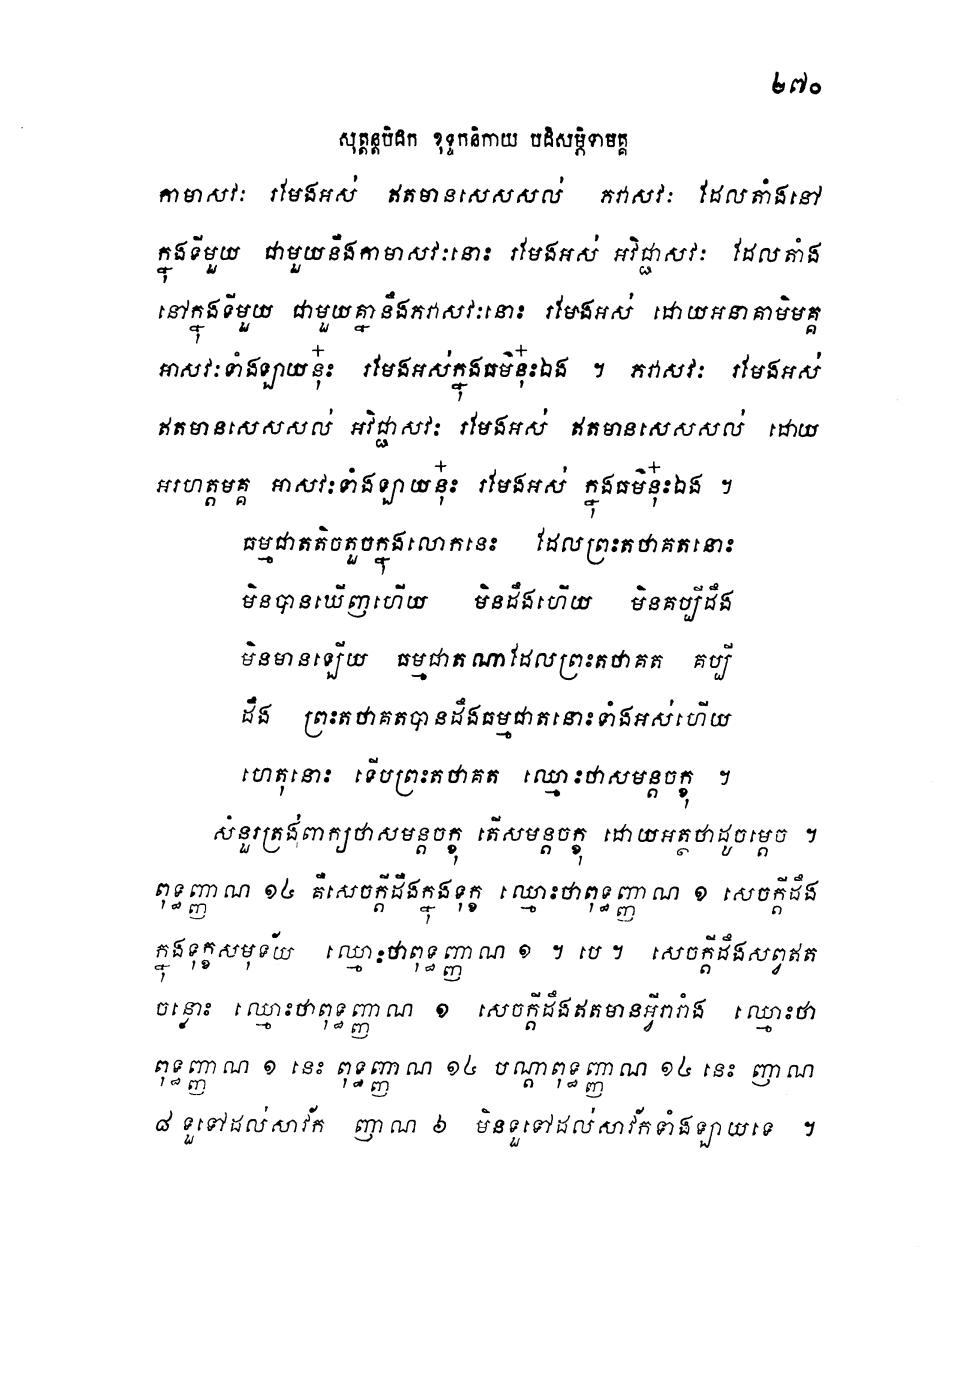 ២៧០
សុត្តន្តបិដក ខុទ្ទកនិកាយ បដិសម្ភិទាមគ្គ
កាមាសវៈ រមែងអស់ ឥតមានសេសសល់ ភវាសវៈ ដែលតាំងនៅ
ក្នុងទីមួយ ជាមួយនឹងកាមាសវៈនោះ រមែងអស់ អវិជ្ជាសវៈ ដែលតាំង
នៅក្នុងទីមួយ ជាមួយគ្នានឹងភវាសវៈនោះ រមែងអស់ ដោយអនាគាមិមគ្គ
អាសវៈទាំងឡាយនុ៎ះ រមែងអស់ក្នុងធម៌នុ៎ះឯង ។ ភវាសវៈ រមែងអស់
ឥតមានសេសសល់ អវិជ្ជាសវៈ រមែងអស់ ឥតមានសេសសល់ ដោយ
អរហត្តមគ្គ អាសវៈទាំងឡាយនុ៎ះ រមែងអស់ ក្នុងធម៌នុ៎ះឯង ។
ធម្មជាតតិចតួចក្នុងលោកនេះ ដែលព្រះតថាគតនោះ
មិនបានឃើញហើយ មិនដឹងហើយ មិនគប្បីដឹង
មិនមានឡើយ ធម្មជាតណាដែលព្រះតថាគត គប្បី
ដឹង ព្រះតថាគតបានដឹងធម្មជាតនោះទាំងអស់ហើយ
ហេតុនោះ ទើបព្រះតថាគត ឈ្មោះថាសមន្តចក្ខុ ។
សំនួរត្រង់ពាក្យថាសមន្តចក្ខុ តើសមន្តចក្ខុ ដោយអត្ថថាដូចម្តេច ។
ពុទ្ធញ្ញាណ ១៤ គឺសេចក្តីដឹងក្នុងទុក្ខ ឈ្មោះថាពុទ្ធញ្ញាណ ១ សេចក្តីដឹង
ក្នុងទុក្ខសមុទ័យ ឈ្មោះថាពុទ្ធញ្ញាណ ១ ។ បេ ។ សេចក្តីដឹងសព្វឥត
ចន្លោះ ឈ្មោះថាពុទ្ធញ្ញាណ ១ សេចក្តីដឹងឥតមានអ្វីរារាំង ឈ្មោះថា
ពុទ្ធញ្ញាណ ១ នេះ ពុទ្ធញ្ញាណ ១៤ បណ្តាពុទ្ធញ្ញាណ ១៤ នេះ ញាណ
៨ ទួទៅដល់សាវ័ក ញាណ ៦ មិនទួទៅដល់សាវ័កទាំងឡាយទេ ។